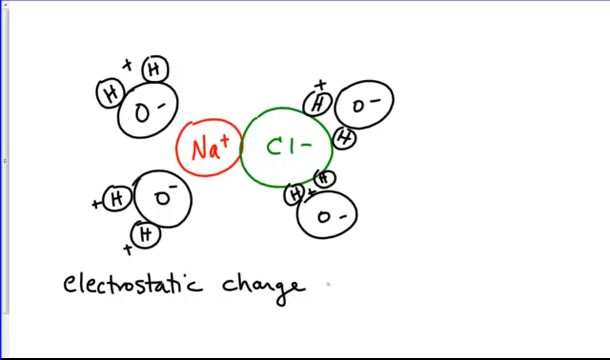 + H
H
O -
+
H
O -
H
Na+
Cl -
+ H
O -
H
+
H
H
+
O -
electrostatic charge